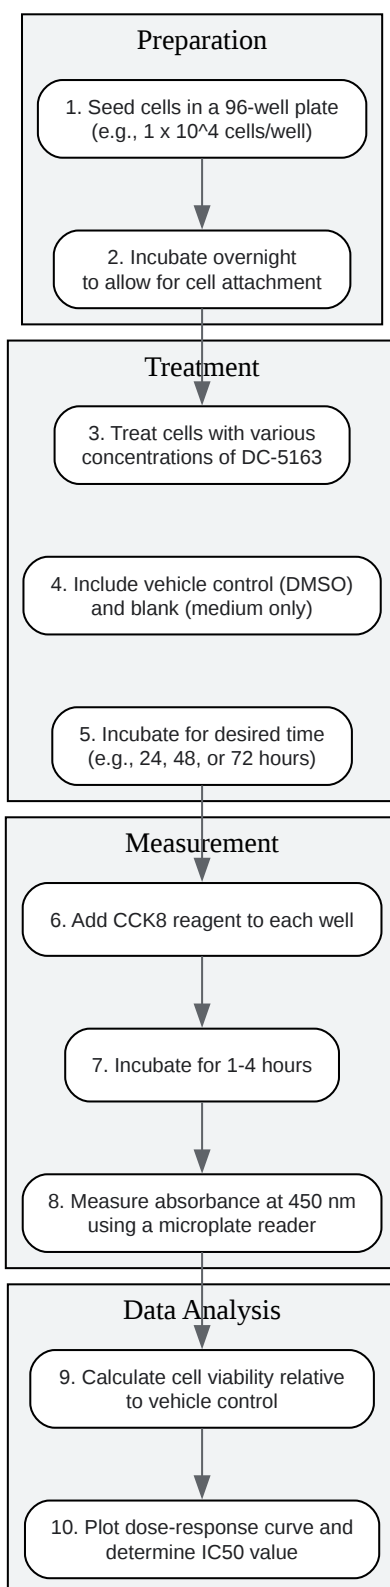 Preparation
1. Seed cells in a 96-well plate
(e.g., 1 x 10^4 cells/well)
2. Incubate overnight
to allow for cell attachment
Treatment
3. Treat cells with various
concentrations of DC-5163
4. Include vehicle control (DMSO)
and blank (medium only)
5. Incubate for desired time
(e.g., 24, 48, or 72 hours)
Measurement
6. Add CCK8 reagent to each well
7. Incubate for 1-4 hours
8. Measure absorbance at 450 nm
using a microplate reader
Data Analysis
9. Calculate cell viability relative
to vehicle control
10. Plot dose-response curve and
determine IC50 value